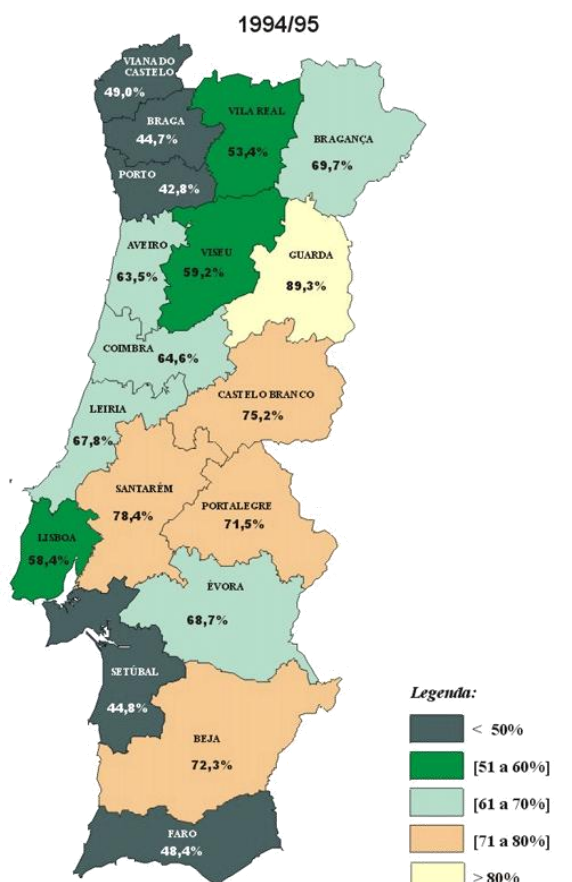 1994/95
VIANA DO
CASTELO
49,0%
BRAGA
44,7%
VILA REAL
53,4%
BRAGANÇA
69,7%
PORTO
42,8%
AVEIRO
63,5%
VISEU
59,2%
GUARDA
89,3%
COIMBRA
64,6%
CASTELO BRANCO
75,2%
LEIRIA
67,8%
SANTARÉM
78,4%
PORTALEGRE
71,5%
LISBOA
58,4%
ÉVORA
68,7%
SETÚBAL
44,8%
BEJA
72,3%
FARO
48,4%
Legenda:
< 50%
[51 a 60%]
[61 a 70%]
[71 a 80%]
> 80%